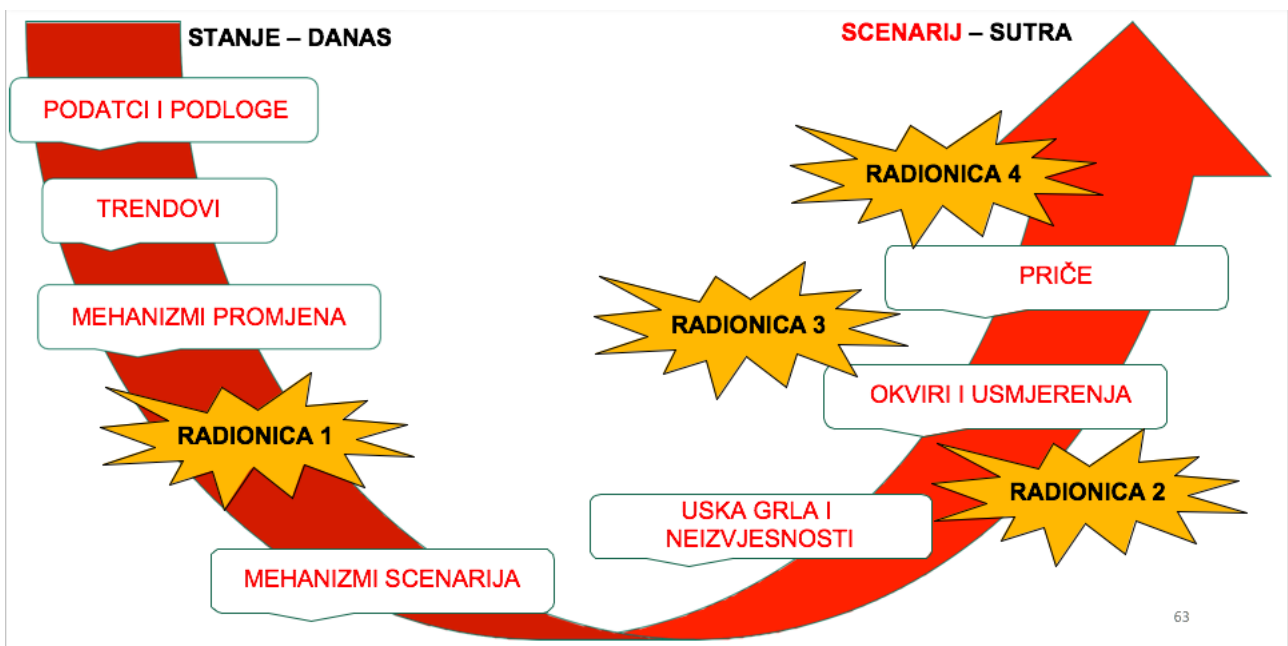 STANJE – DANAS
SCENARIJ – SUTRA
PODATCI I PODLOGE
TRENDOVI
MEHANIZMI PROMJENA
RADIONICA 1
MEHANIZMI SCENARIJA
USKA GRLA I
NEIZVJESNOSTI
RADIONICA 2
OKVIRI I USMJERENJA
RADIONICA 3
PRIČE
RADIONICA 4
63